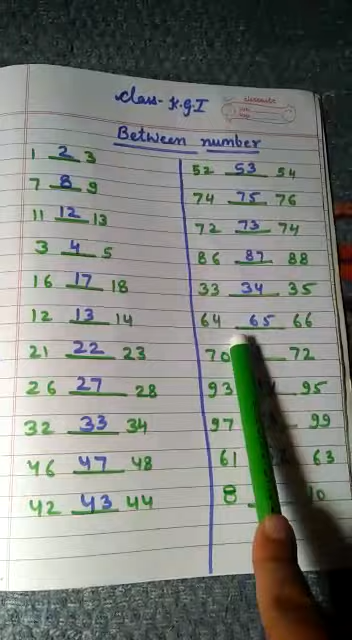 Class- K.G I
Between number
1 2 3
7 8 9
11 12 13
3 4 5
16 17 18
12 13 14
21 22 23
26 27 28
32 33 34
46 47 48
42 43 44
52 53 54
74 75 76
72 73 74
86 87 88
33 34 35
64 65 66
70 72
93 95
97 99
61 63
8 10